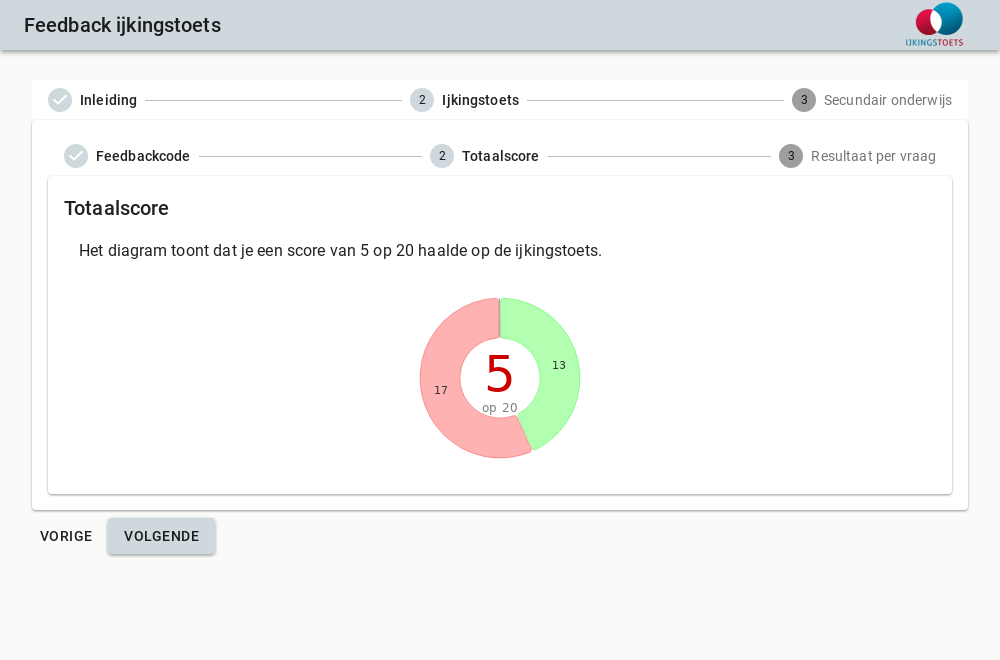 Feedback ijkingstoets
IJKINGSTOETS
Inleiding
2 Ijkingstoets
3 Secundair onderwijs
Feedbackcode
2 Totaalscore
3 Resultaat per vraag
Totaalscore
Het diagram toont dat je een score van 5 op 20 haalde op de ijkingstoets.
13
5
17
op 20
VORIGE
VOLGENDE